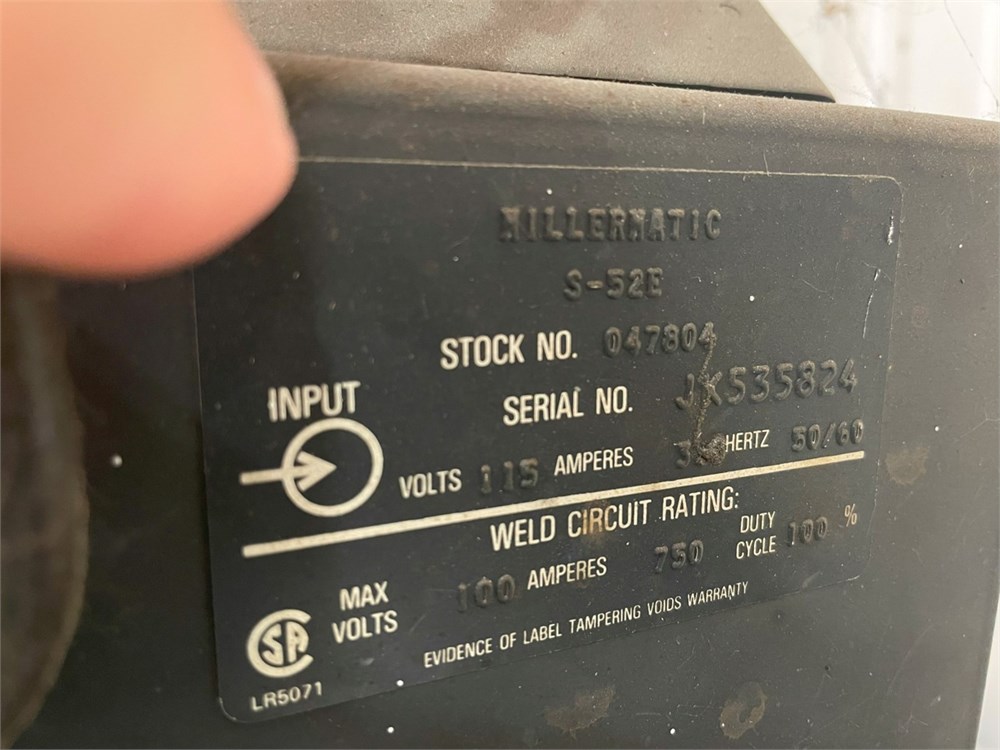 MILLERMATIC
S-52E
STOCK NO. 047804
SERIAL NO. JK535824
INPUT
VOLTS 115 AMPERES HERTZ 50/60
WELD CIRCUIT RATING:
MAX VOLTS 100 AMPERES 750 DUTY CYCLE 100 %
EVIDENCE OF LABEL TAMPERING VOIDS WARRANTY
SA
LR5071